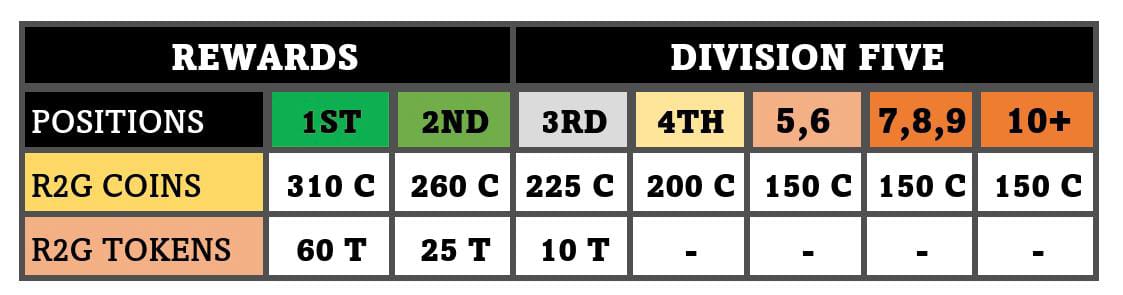 REWARDS DIVISION FIVE
POSITIONS 1ST 2ND 3RD 4TH 5,6 7,8,9 10+
R2G COINS 310 C 260 C 225 C 200 C 150 C 150 C 150 C
R2G TOKENS 60 T 25 T 10 T - - - -